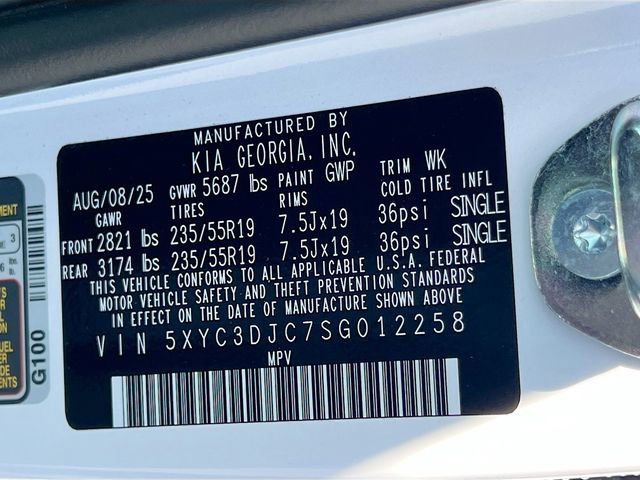 MANUFACTURED BY
KIA GEORGIA, INC.
AUG/08/25 GVWR 5687 lbs PAINT GWP TRIM WK
GAWR TIRES RIMS COLD TIRE INFL
FRONT 2821 lbs 235/55R19 7.5Jx19 36psi SINGLE
REAR 3174 lbs 235/55R19 7.5Jx19 36psi SINGLE
THIS VEHICLE CONFORMS TO ALL APPLICABLE U.S.A. FEDERAL
MOTOR VEHICLE SAFETY AND THEFT PREVENTION STANDARDS
IN EFFECT ON THE DATE OF MANUFACTURE SHOWN ABOVE
VIN 5XYC3DJC7SG012258
MPV
G100
3
lbs.